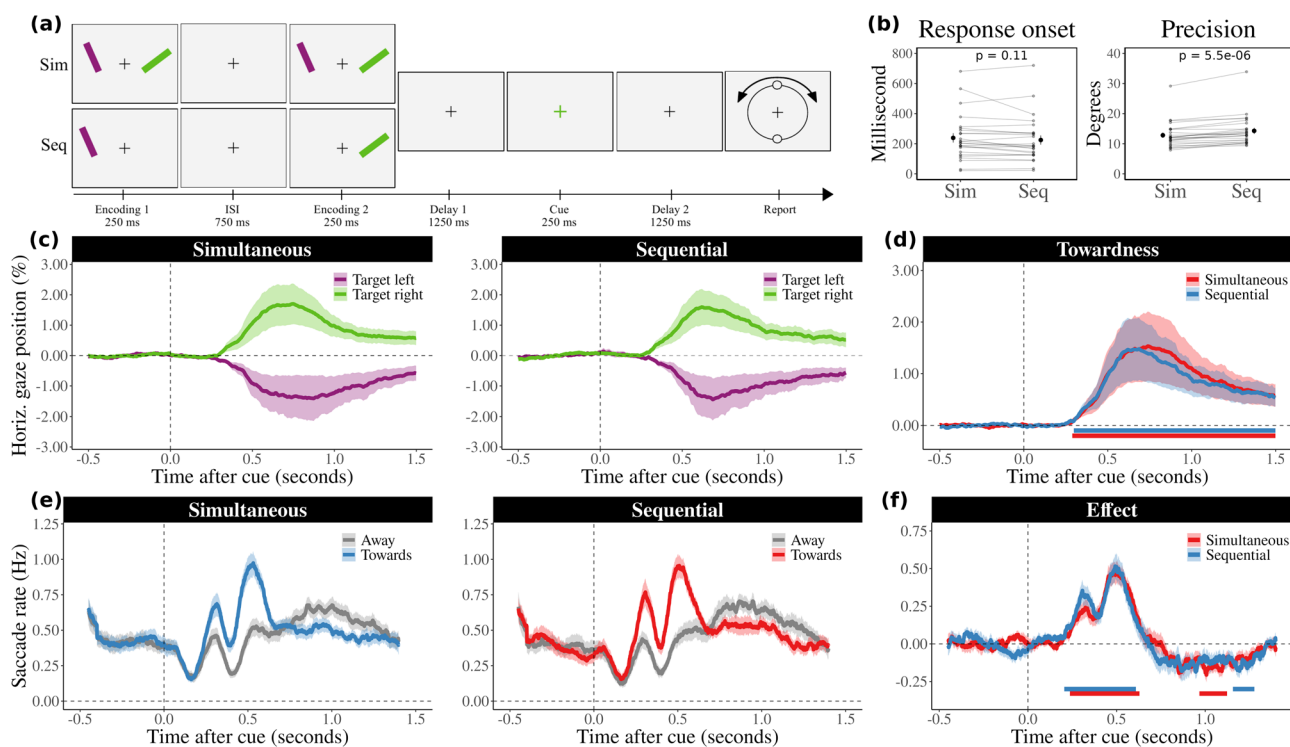 (a)
Sim
Seq
Encoding 1
250 ms
ISI
750 ms
Encoding 2
250 ms
Delay 1
1250 ms
Cue
250 ms
Delay 2
1250 ms
Report
(b)
Response onset
Millisecond
800
600
400
200
0
p = 0.11
Sim
Seq
Precision
Degrees
40
30
20
10
0
p = 5.5e-06
Sim
Seq
(c)
Simultaneous
Horiz. gaze position (%)
3.00
2.00
1.00
0.00
-1.00
-2.00
-3.00
Target left
Target right
-0.5 0.0 0.5 1.0 1.5
Time after cue (seconds)
Sequential
3.00
2.00
1.00
0.00
-1.00
-2.00
-3.00
Target left
Target right
-0.5 0.0 0.5 1.0 1.5
Time after cue (seconds)
(d)
Towardness
3.00
2.00
1.00
0.00
Simultaneous
Sequential
-0.5 0.0 0.5 1.0 1.5
Time after cue (seconds)
(e)
Simultaneous
Saccade rate (Hz)
1.25
1.00
0.75
0.50
0.25
0.00
Away
Towards
-0.5 0.0 0.5 1.0 1.5
Time after cue (seconds)
Sequential
1.25
1.00
0.75
0.50
0.25
0.00
Away
Towards
-0.5 0.0 0.5 1.0 1.5
Time after cue (seconds)
(f)
Effect
0.75
0.50
0.25
0.00
-0.25
Simultaneous
Sequential
-0.5 0.0 0.5 1.0 1.5
Time after cue (seconds)